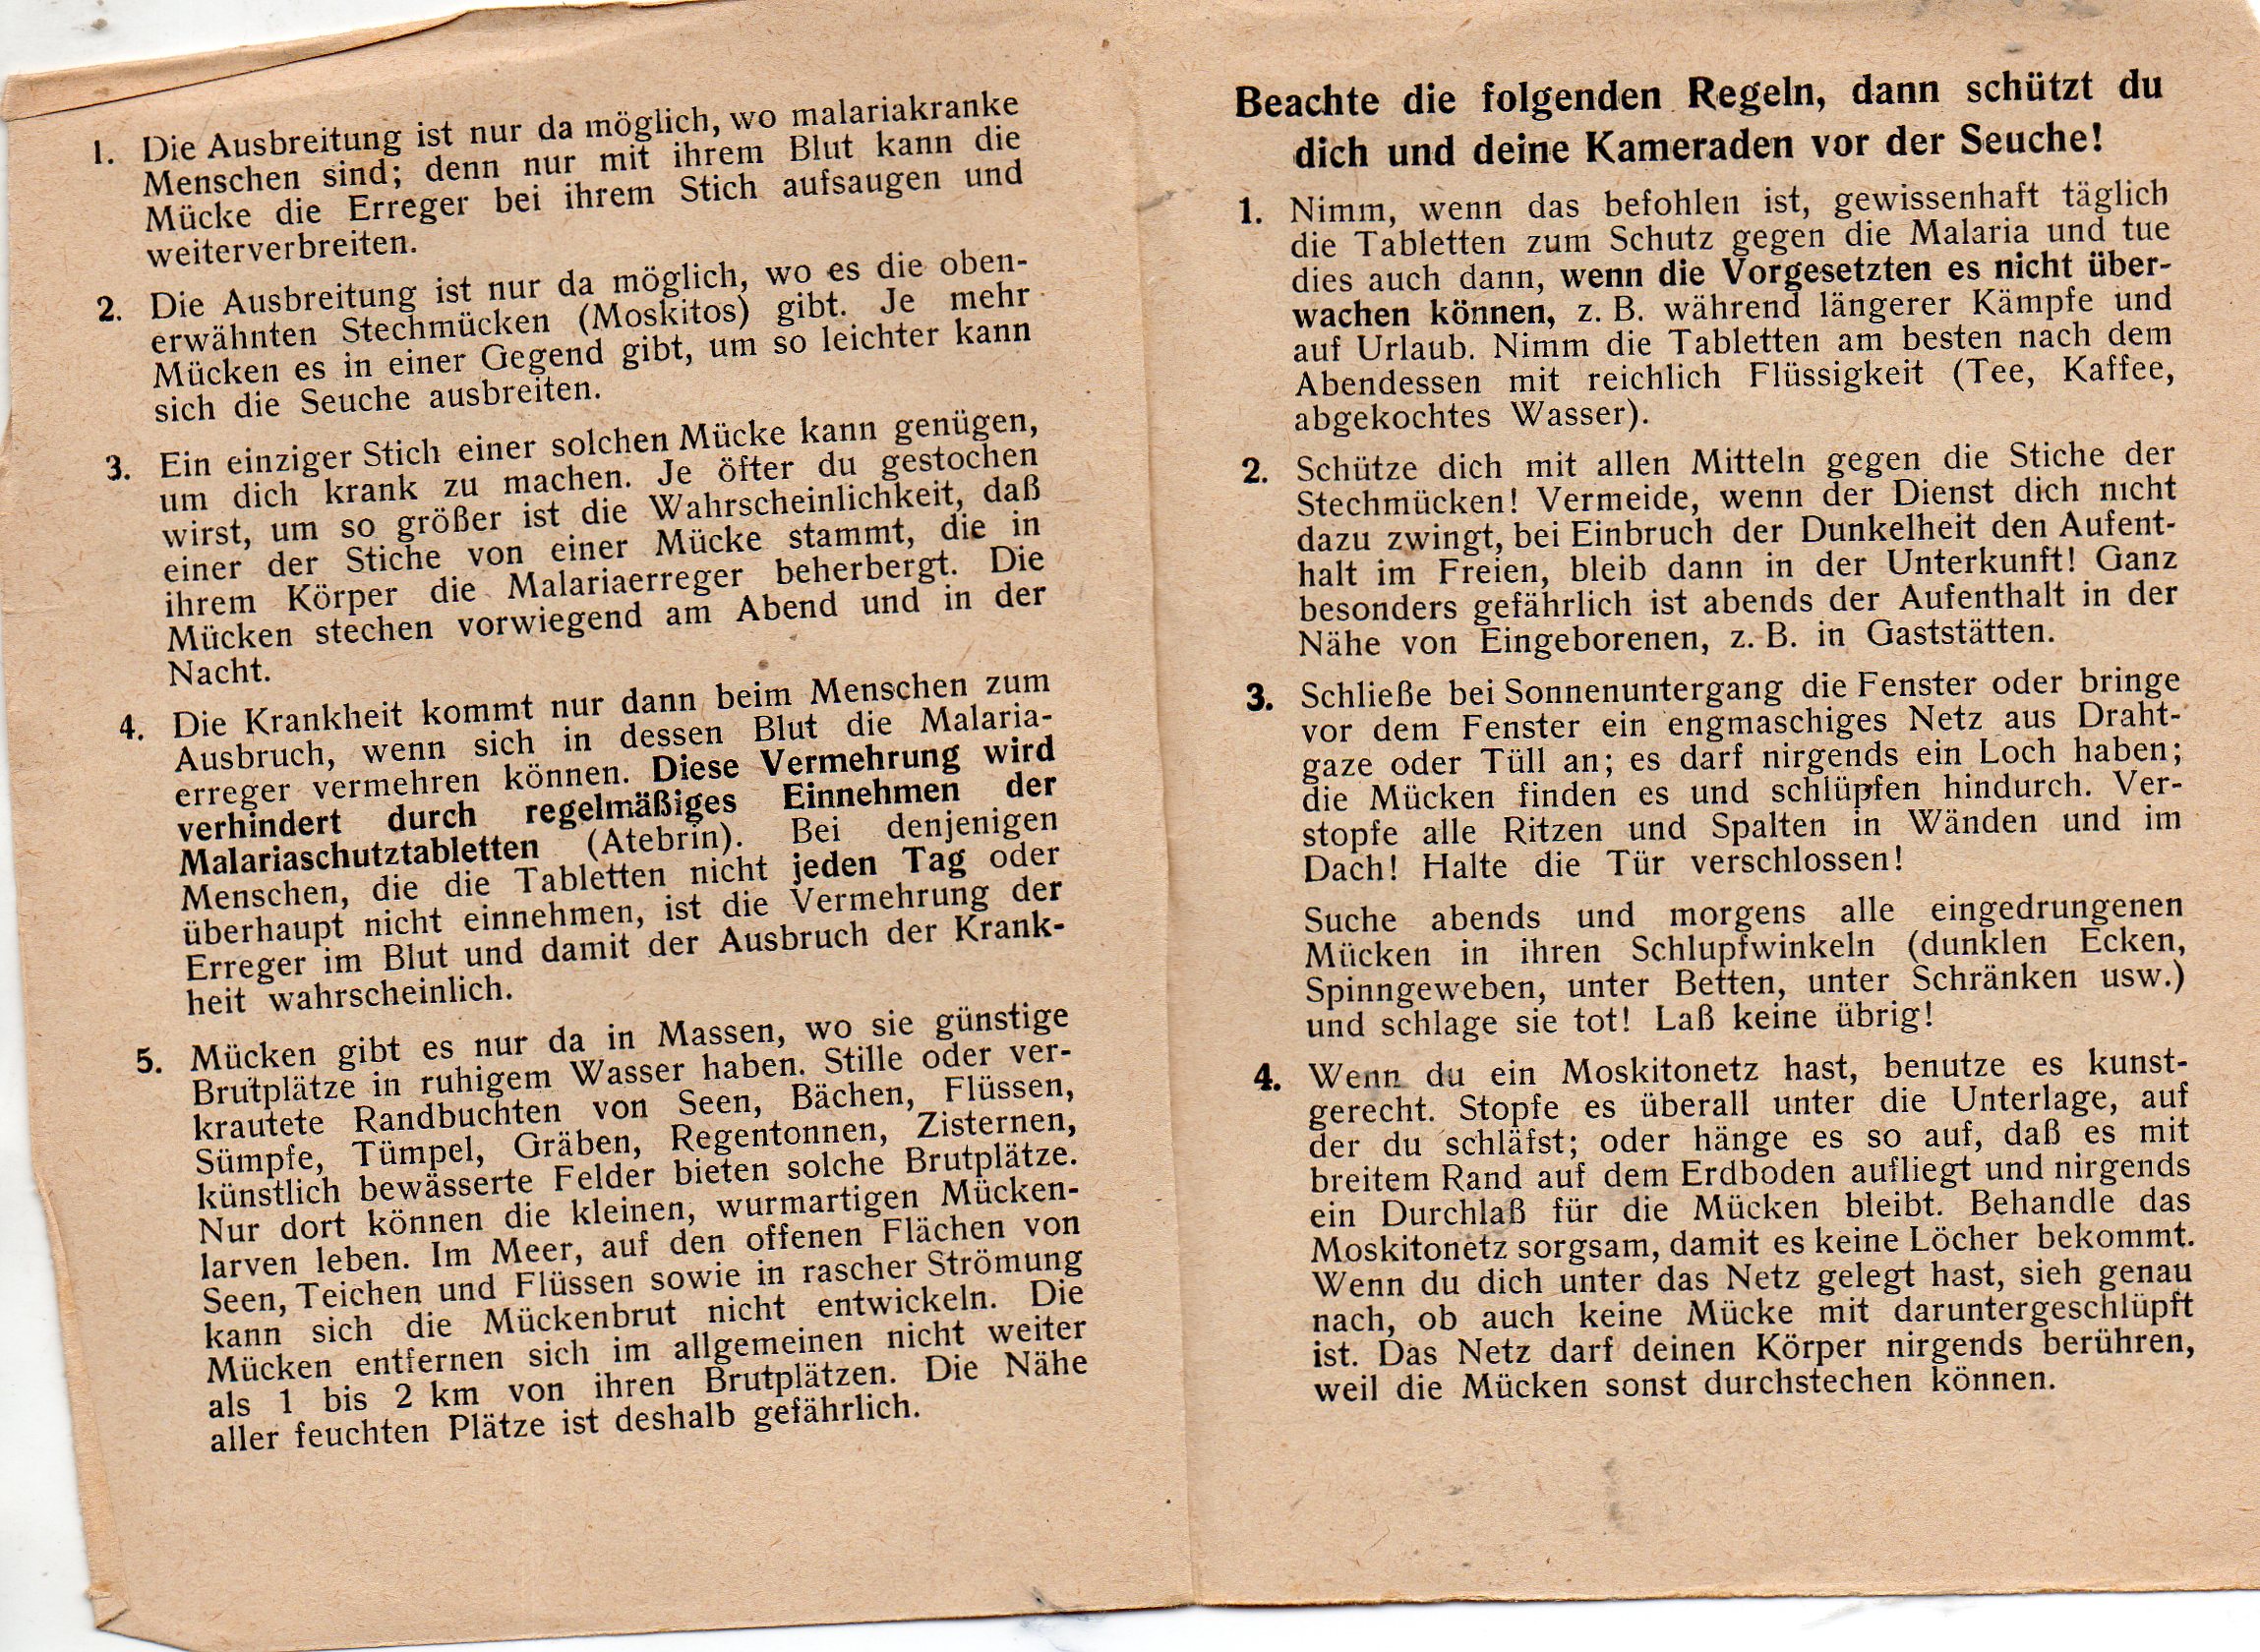 1. Die Ausbreitung ist nur da möglich, wo malariakranke
Menschen sind; denn nur mit ihrem Blut kann die
Mücke die Erreger bei ihrem Stich aufsaugen und
weiterverbreiten.
2. Die Ausbreitung ist nur da möglich, wo es die oben-
erwähnten Stechmücken (Moskitos) gibt. Je mehr
Mücken es in einer Gegend gibt, um so leichter kann
sich die Seuche ausbreiten.
3. Ein einziger Stich einer solchen Mücke kann genügen,
um dich krank zu machen. Je öfter du gestochen
wirst, um so größer ist die Wahrscheinlichkeit, daß
einer der Stiche von einer Mücke stammt, die in
ihrem Körper die Malariaerreger beherbergt. Die
Mücken stechen vorwiegend am Abend und in der
Nacht.
4. Die Krankheit kommt nur dann beim Menschen zum
Ausbruch, wenn sich in dessen Blut die Malaria-
erreger vermehren können. Diese Vermehrung wird
verhindert durch regelmäßiges Einnehmen der
Malariaschutztabletten (Atebrin). Bei denjenigen
Menschen, die die Tabletten nicht jeden Tag oder
überhaupt nicht einnehmen, ist die Vermehrung der
Erreger im Blut und damit der Ausbruch der Krank-
heit wahrscheinlich.
5. Mücken gibt es nur da in Massen, wo sie günstige
Brutplätze in ruhigem Wasser haben. Stille oder ver-
krautete Randbuchten von Seen, Bächen, Flüssen,
Sümpfe, Tümpel, Gräben, Regentonnen, Zisternen,
künstlich bewässerte Felder bieten solche Brutplätze.
Nur dort können die kleinen, wurmartigen Mücken-
larven leben. Im Meer, auf den offenen Flächen von
Seen, Teichen und Flüssen sowie in rascher Strömung
kann sich die Mückenbrut nicht entwickeln. Die
Mücken entfernen sich im allgemeinen nicht weiter
als 1 bis 2 km von ihren Brutplätzen. Die Nähe
aller feuchten Plätze ist deshalb gefährlich.
Beachte die folgenden Regeln, dann schützt du
dich und deine Kameraden vor der Seuche!
1. Nimm, wenn das befohlen ist, gewissenhaft täglich
die Tabletten zum Schutz gegen die Malaria und tue
dies auch dann, wenn die Vorgesetzten es nicht über-
wachen können, z. B. während längerer Kämpfe und
auf Urlaub. Nimm die Tabletten am besten nach dem
Abendessen mit reichlich Flüssigkeit (Tee, Kaffee,
abgekochtes Wasser).
2. Schütze dich mit allen Mitteln gegen die Stiche der
Stechmücken! Vermeide, wenn der Dienst dich nicht
dazu zwingt, bei Einbruch der Dunkelheit den Aufent-
halt im Freien, bleib dann in der Unterkunft! Ganz
besonders gefährlich ist abends der Aufenthalt in der
Nähe von Eingeborenen, z. B. in Gaststätten.
3. Schließe bei Sonnenuntergang die Fenster oder bringe
vor dem Fenster ein engmaschiges Netz aus Draht-
gaze oder Tüll an; es darf nirgends ein Loch haben;
die Mücken finden es und schlüpfen hindurch. Ver-
stopfe alle Ritzen und Spalten in Wänden und im
Dach! Halte die Tür verschlossen!
Suche abends und morgens alle eingedrungenen
Mücken in ihren Schlupfwinkeln (dunklen Ecken,
Spinngeweben, unter Betten, unter Schränken usw.)
und schlage sie tot! Laß keine übrig!
4. Wenn du ein Moskitonetz hast, benutze es kunst-
gerecht. Stopfe es überall unter die Unterlage, auf
der du schläfst; oder hänge es so auf, daß es mit
breitem Rand auf dem Erdboden aufliegt und nirgends
ein Durchlaß für die Mücken bleibt. Behandle das
Moskitonetz sorgsam, damit es keine Löcher bekommt.
Wenn du dich unter das Netz gelegt hast, sieh genau
nach, ob auch keine Mücke mit daruntergeschlüpft
ist. Das Netz darf deinen Körper nirgends berühren,
weil die Mücken sonst durchstechen können.